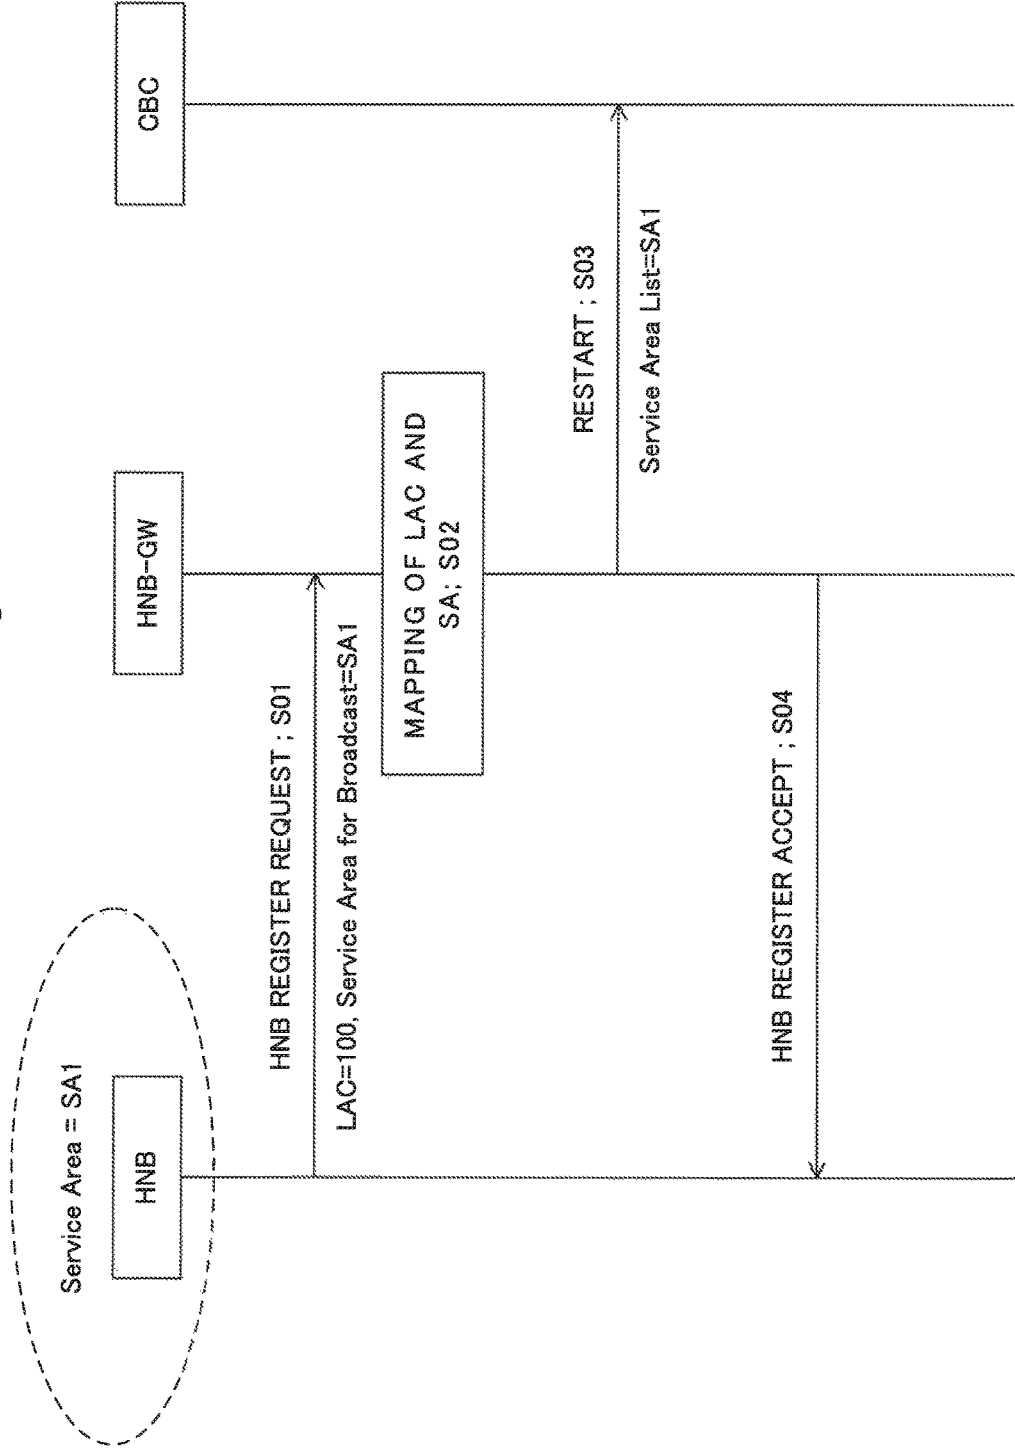 Service Area = SA1
HNB
HNB-GW
CBC
HNB REGISTER REQUEST ; S01
LAC=100, Service Area for Broadcast=SA1
MAPPING OF LAC AND
SA; S02
RESTART ; S03
Service Area List=SA1
HNB REGISTER ACCEPT ; S04